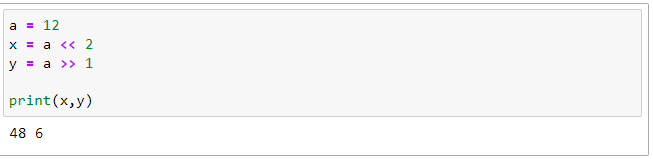 a = 12
x = a << 2
y = a >> 1
print(x,y)
48 6